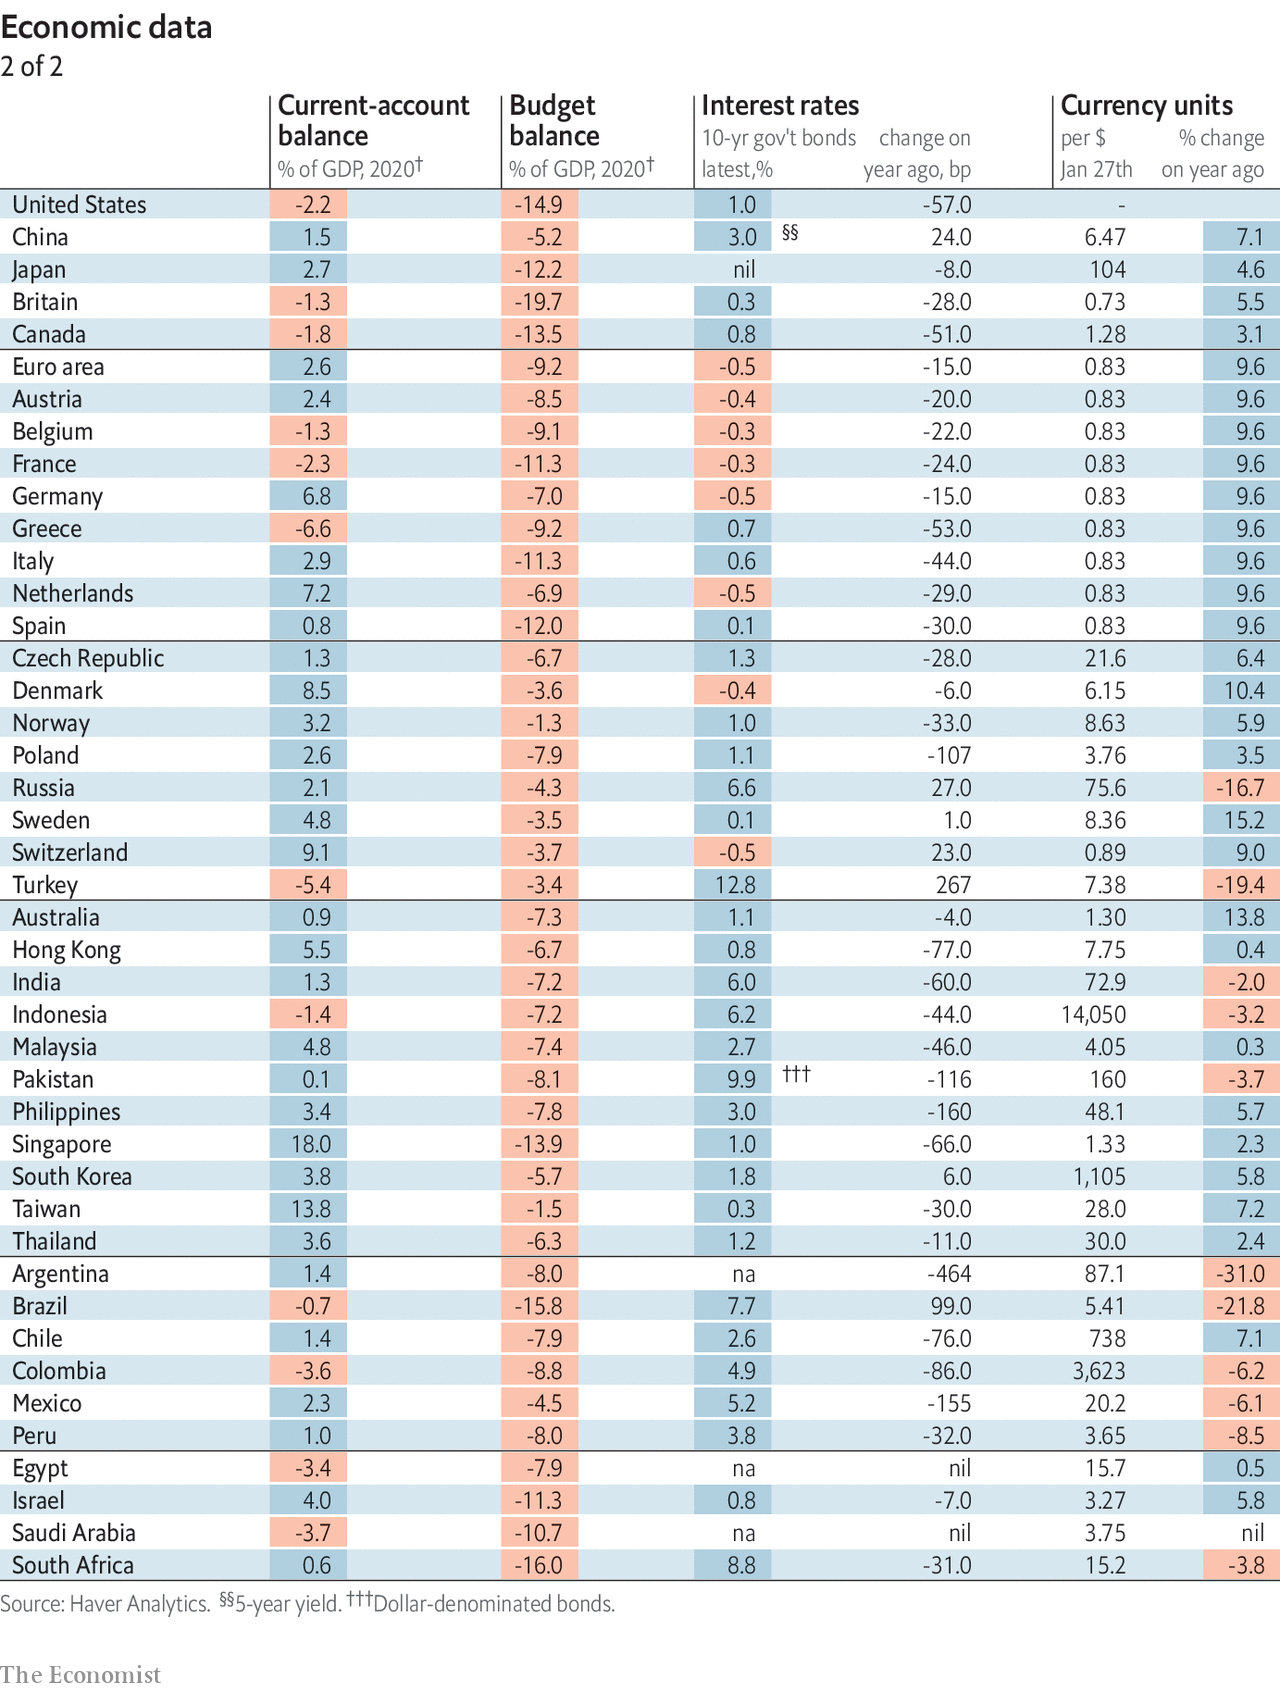 Economic data
2 of 2
Current-account Budget Interest rates Currency units
balance balance 10-yr gov't bonds change on per $ % change
% of GDP, 2020† % of GDP, 2020† latest,% year ago, bp Jan 27th on year ago
United States -2.2 -14.9 1.0 -57.0 -
China 1.5 -5.2 3.0 §§ 24.0 6.47 7.1
Japan 2.7 -12.2 nil -8.0 104 4.6
Britain -1.3 -19.7 0.3 -28.0 0.73 5.5
Canada -1.8 -13.5 0.8 -51.0 1.28 3.1
Euro area 2.6 -9.2 -0.5 -15.0 0.83 9.6
Austria 2.4 -8.5 -0.4 -20.0 0.83 9.6
Belgium -1.3 -9.1 -0.3 -22.0 0.83 9.6
France -2.3 -11.3 -0.3 -24.0 0.83 9.6
Germany 6.8 -7.0 -0.5 -15.0 0.83 9.6
Greece -6.6 -9.2 0.7 -53.0 0.83 9.6
Italy 2.9 -11.3 0.6 -44.0 0.83 9.6
Netherlands 7.2 -6.9 -0.5 -29.0 0.83 9.6
Spain 0.8 -12.0 0.1 -30.0 0.83 9.6
Czech Republic 1.3 -6.7 1.3 -28.0 21.6 6.4
Denmark 8.5 -3.6 -0.4 -6.0 6.15 10.4
Norway 3.2 -1.3 1.0 -33.0 8.63 5.9
Poland 2.6 -7.9 1.1 -107 3.76 3.5
Russia 2.1 -4.3 6.6 27.0 75.6 -16.7
Sweden 4.8 -3.5 0.1 1.0 8.36 15.2
Switzerland 9.1 -3.7 -0.5 23.0 0.89 9.0
Turkey -5.4 -3.4 12.8 267 7.38 -19.4
Australia 0.9 -7.3 1.1 -4.0 1.30 13.8
Hong Kong 5.5 -6.7 0.8 -77.0 7.75 0.4
India 1.3 -7.2 6.0 -60.0 72.9 -2.0
Indonesia -1.4 -7.2 6.2 -44.0 14,050 -3.2
Malaysia 4.8 -7.4 2.7 -46.0 4.05 0.3
Pakistan 0.1 -8.1 9.9 ††† -116 160 -3.7
Philippines 3.4 -7.8 3.0 -160 48.1 5.7
Singapore 18.0 -13.9 1.0 -66.0 1.33 2.3
South Korea 3.8 -5.7 1.8 6.0 1,105 5.8
Taiwan 13.8 -1.5 0.3 -30.0 28.0 7.2
Thailand 3.6 -6.3 1.2 -11.0 30.0 2.4
Argentina 1.4 -8.0 na -464 87.1 -31.0
Brazil -0.7 -15.8 7.7 99.0 5.41 -21.8
Chile 1.4 -7.9 2.6 -76.0 738 7.1
Colombia -3.6 -8.8 4.9 -86.0 3,623 -6.2
Mexico 2.3 -4.5 5.2 -155 20.2 -6.1
Peru 1.0 -8.0 3.8 -32.0 3.65 -8.5
Egypt -3.4 -7.9 na nil 15.7 0.5
Israel 4.0 -11.3 0.8 -7.0 3.27 5.8
Saudi Arabia -3.7 -10.7 na nil 3.75 nil
South Africa 0.6 -16.0 8.8 -31.0 15.2 -3.8
Source: Haver Analytics. §§5-year yield. †††Dollar-denominated bonds.
The Economist